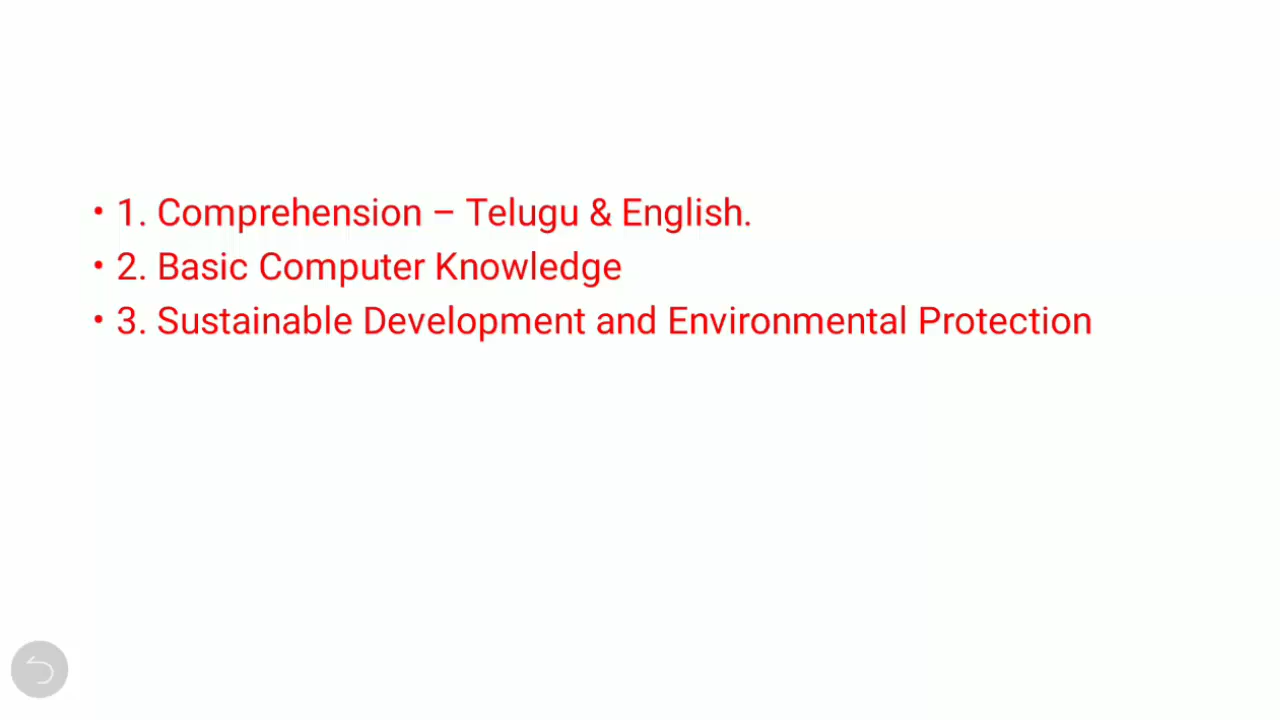 • 1. Comprehension – Telugu & English.
• 2. Basic Computer Knowledge
• 3. Sustainable Development and Environmental Protection